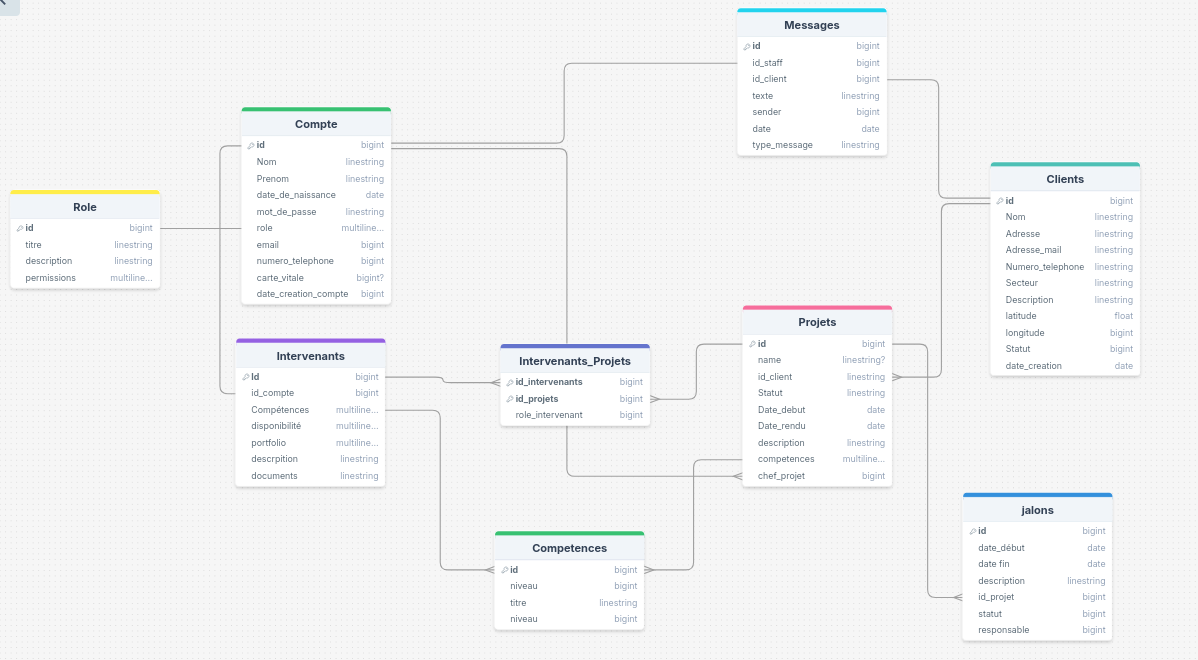 Messages
id bigint
id_staff bigint
id_client bigint
texte linestring
sender bigint
date date
type_message linestring
Compte
id bigint
Nom linestring
Prenom linestring
date_de_naissance date
mot_de_passe linestring
role multiline...
email bigint
numero_telephone bigint
carte_vitale bigint?
date_creation_compte bigint
Clients
id bigint
Nom linestring
Adresse linestring
Adresse_mail linestring
Numero_telephone linestring
Secteur linestring
Description linestring
latitude float
longitude bigint
Statut bigint
date_creation date
Role
id bigint
titre linestring
description linestring
permissions multiline...
Intervenants
Id bigint
id_compte bigint
Compétences multiline...
disponibilité multiline...
portfolio multiline...
descrpition linestring
documents linestring
Intervenants_Projets
id_intervenants bigint
id_projets bigint
role_intervenant bigint
Projets
id bigint
name linestring?
id_client linestring
Statut linestring
Date_debut date
Date_rendu date
description linestring
competences multiline...
chef_projet bigint
Competences
id bigint
niveau bigint
titre linestring
niveau bigint
jalons
id bigint
date_début date
date fin date
description linestring
id_projet bigint
statut bigint
responsable bigint